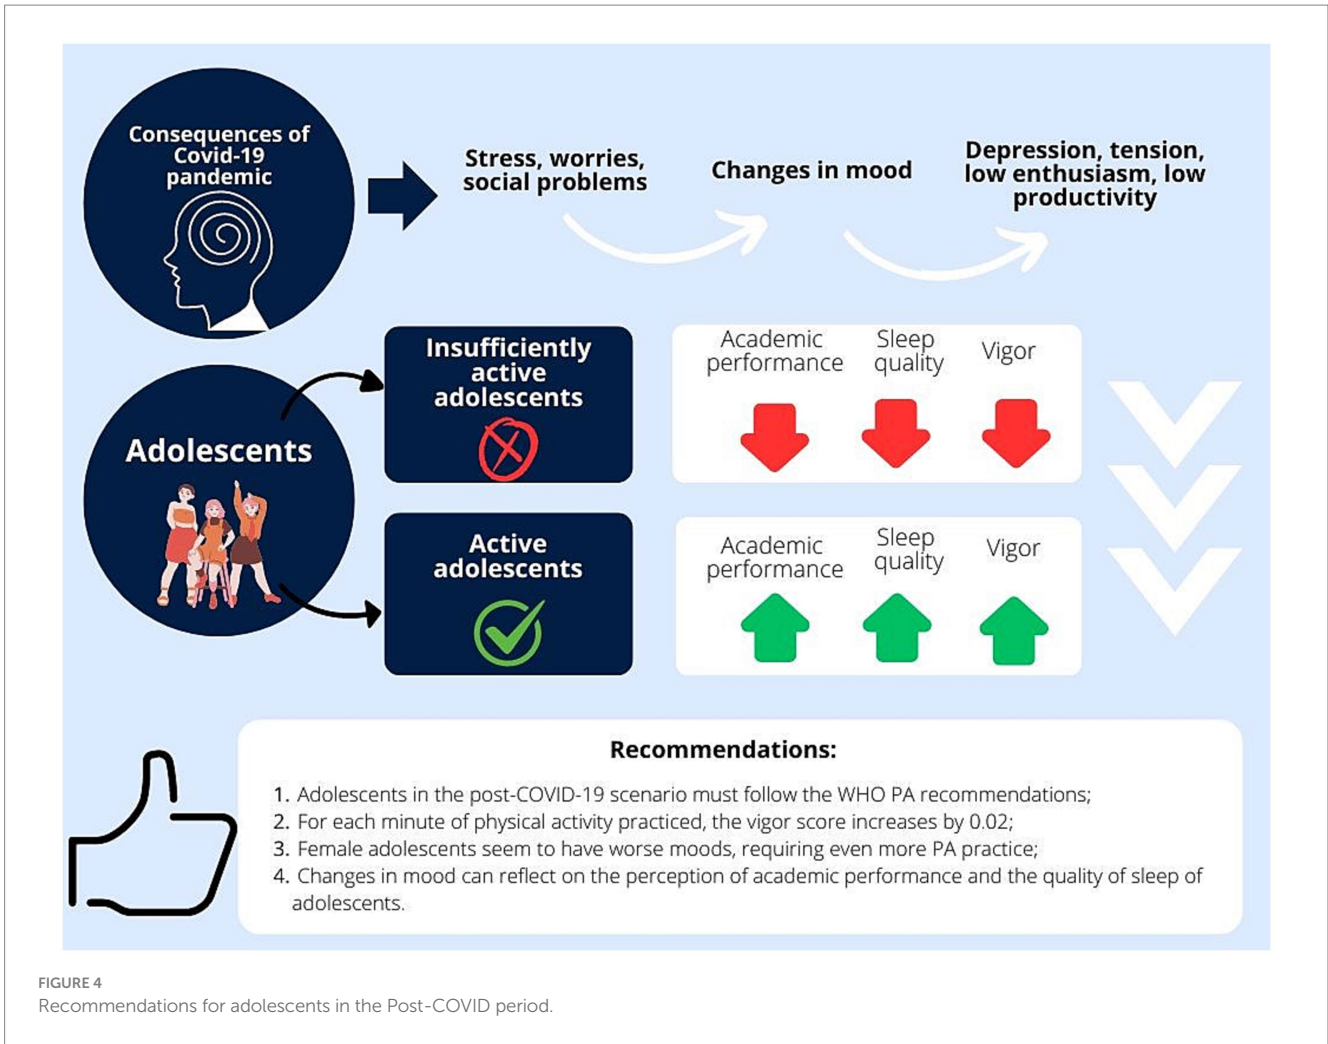 Consequences of
Covid-19
pandemic
Stress, worries,
social problems
Changes in mood
Depression, tension,
low enthusiasm, low
productivity
Adolescents
Insufficiently
active
adolescents
Academic
performance
Sleep
quality
Vigor
Active
adolescents
Academic
performance
Sleep
quality
Vigor
Recommendations:
1. Adolescents in the post-COVID-19 scenario must follow the WHO PA recommendations;
2. For each minute of physical activity practiced, the vigor score increases by 0.02;
3. Female adolescents seem to have worse moods, requiring even more PA practice;
4. Changes in mood can reflect on the perception of academic performance and the quality of sleep of
adolescents.
FIGURE 4
Recommendations for adolescents in the Post-COVID period.